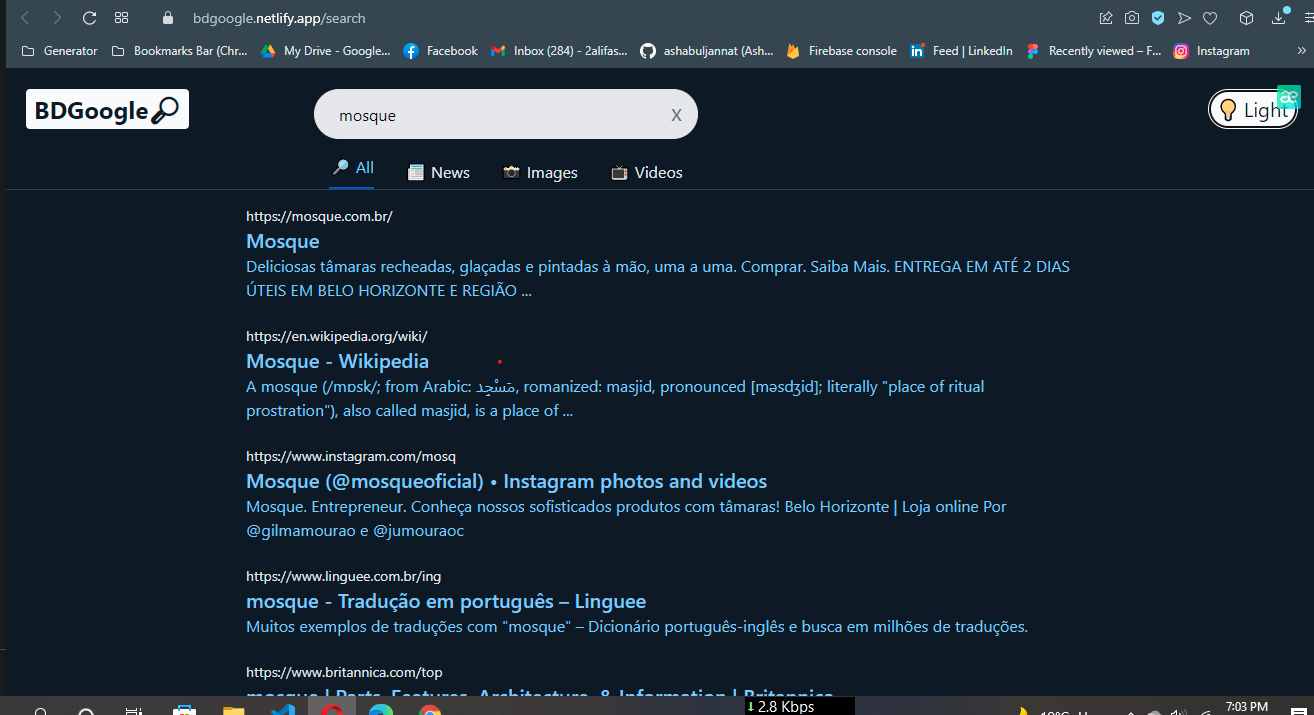 bdgoogle.netlify.app/search
Generator Bookmarks Bar (Chr... My Drive - Google... Facebook Inbox (284) - 2alifas... ashabuljannat (Ash... Firebase console Feed | LinkedIn Recently viewed – F... Instagram »
BDGoogle
mosque X
Light
æ
All News Images Videos
https://mosque.com.br/
Mosque
Deliciosas tâmaras recheadas, glaçadas e pintadas à mão, uma a uma. Comprar. Saiba Mais. ENTREGA EM ATÉ 2 DIAS
ÚTEIS EM BELO HORIZONTE E REGIÃO ...
https://en.wikipedia.org/wiki/
Mosque - Wikipedia
A mosque (/mɒsk/; from Arabic: مَسْجِد, romanized: masjid, pronounced [masdʒid]; literally "place of ritual
prostration"), also called masjid, is a place of ...
https://www.instagram.com/mosq
Mosque (@mosqueoficial) • Instagram photos and videos
Mosque. Entrepreneur. Conheça nossos sofisticados produtos com tâmaras! Belo Horizonte | Loja online Por
@gilmamourao e @jumouraoc
https://www.linguee.com.br/ing
mosque - Tradução em português – Linguee
Muitos exemplos de traduções com "mosque" – Dicionário português-inglês e busca em milhões de traduções.
https://www.britannica.com/top
mosque | Parts, Features, Architecture, & Information | Britannica
2.8 Kbps
7:03 PM